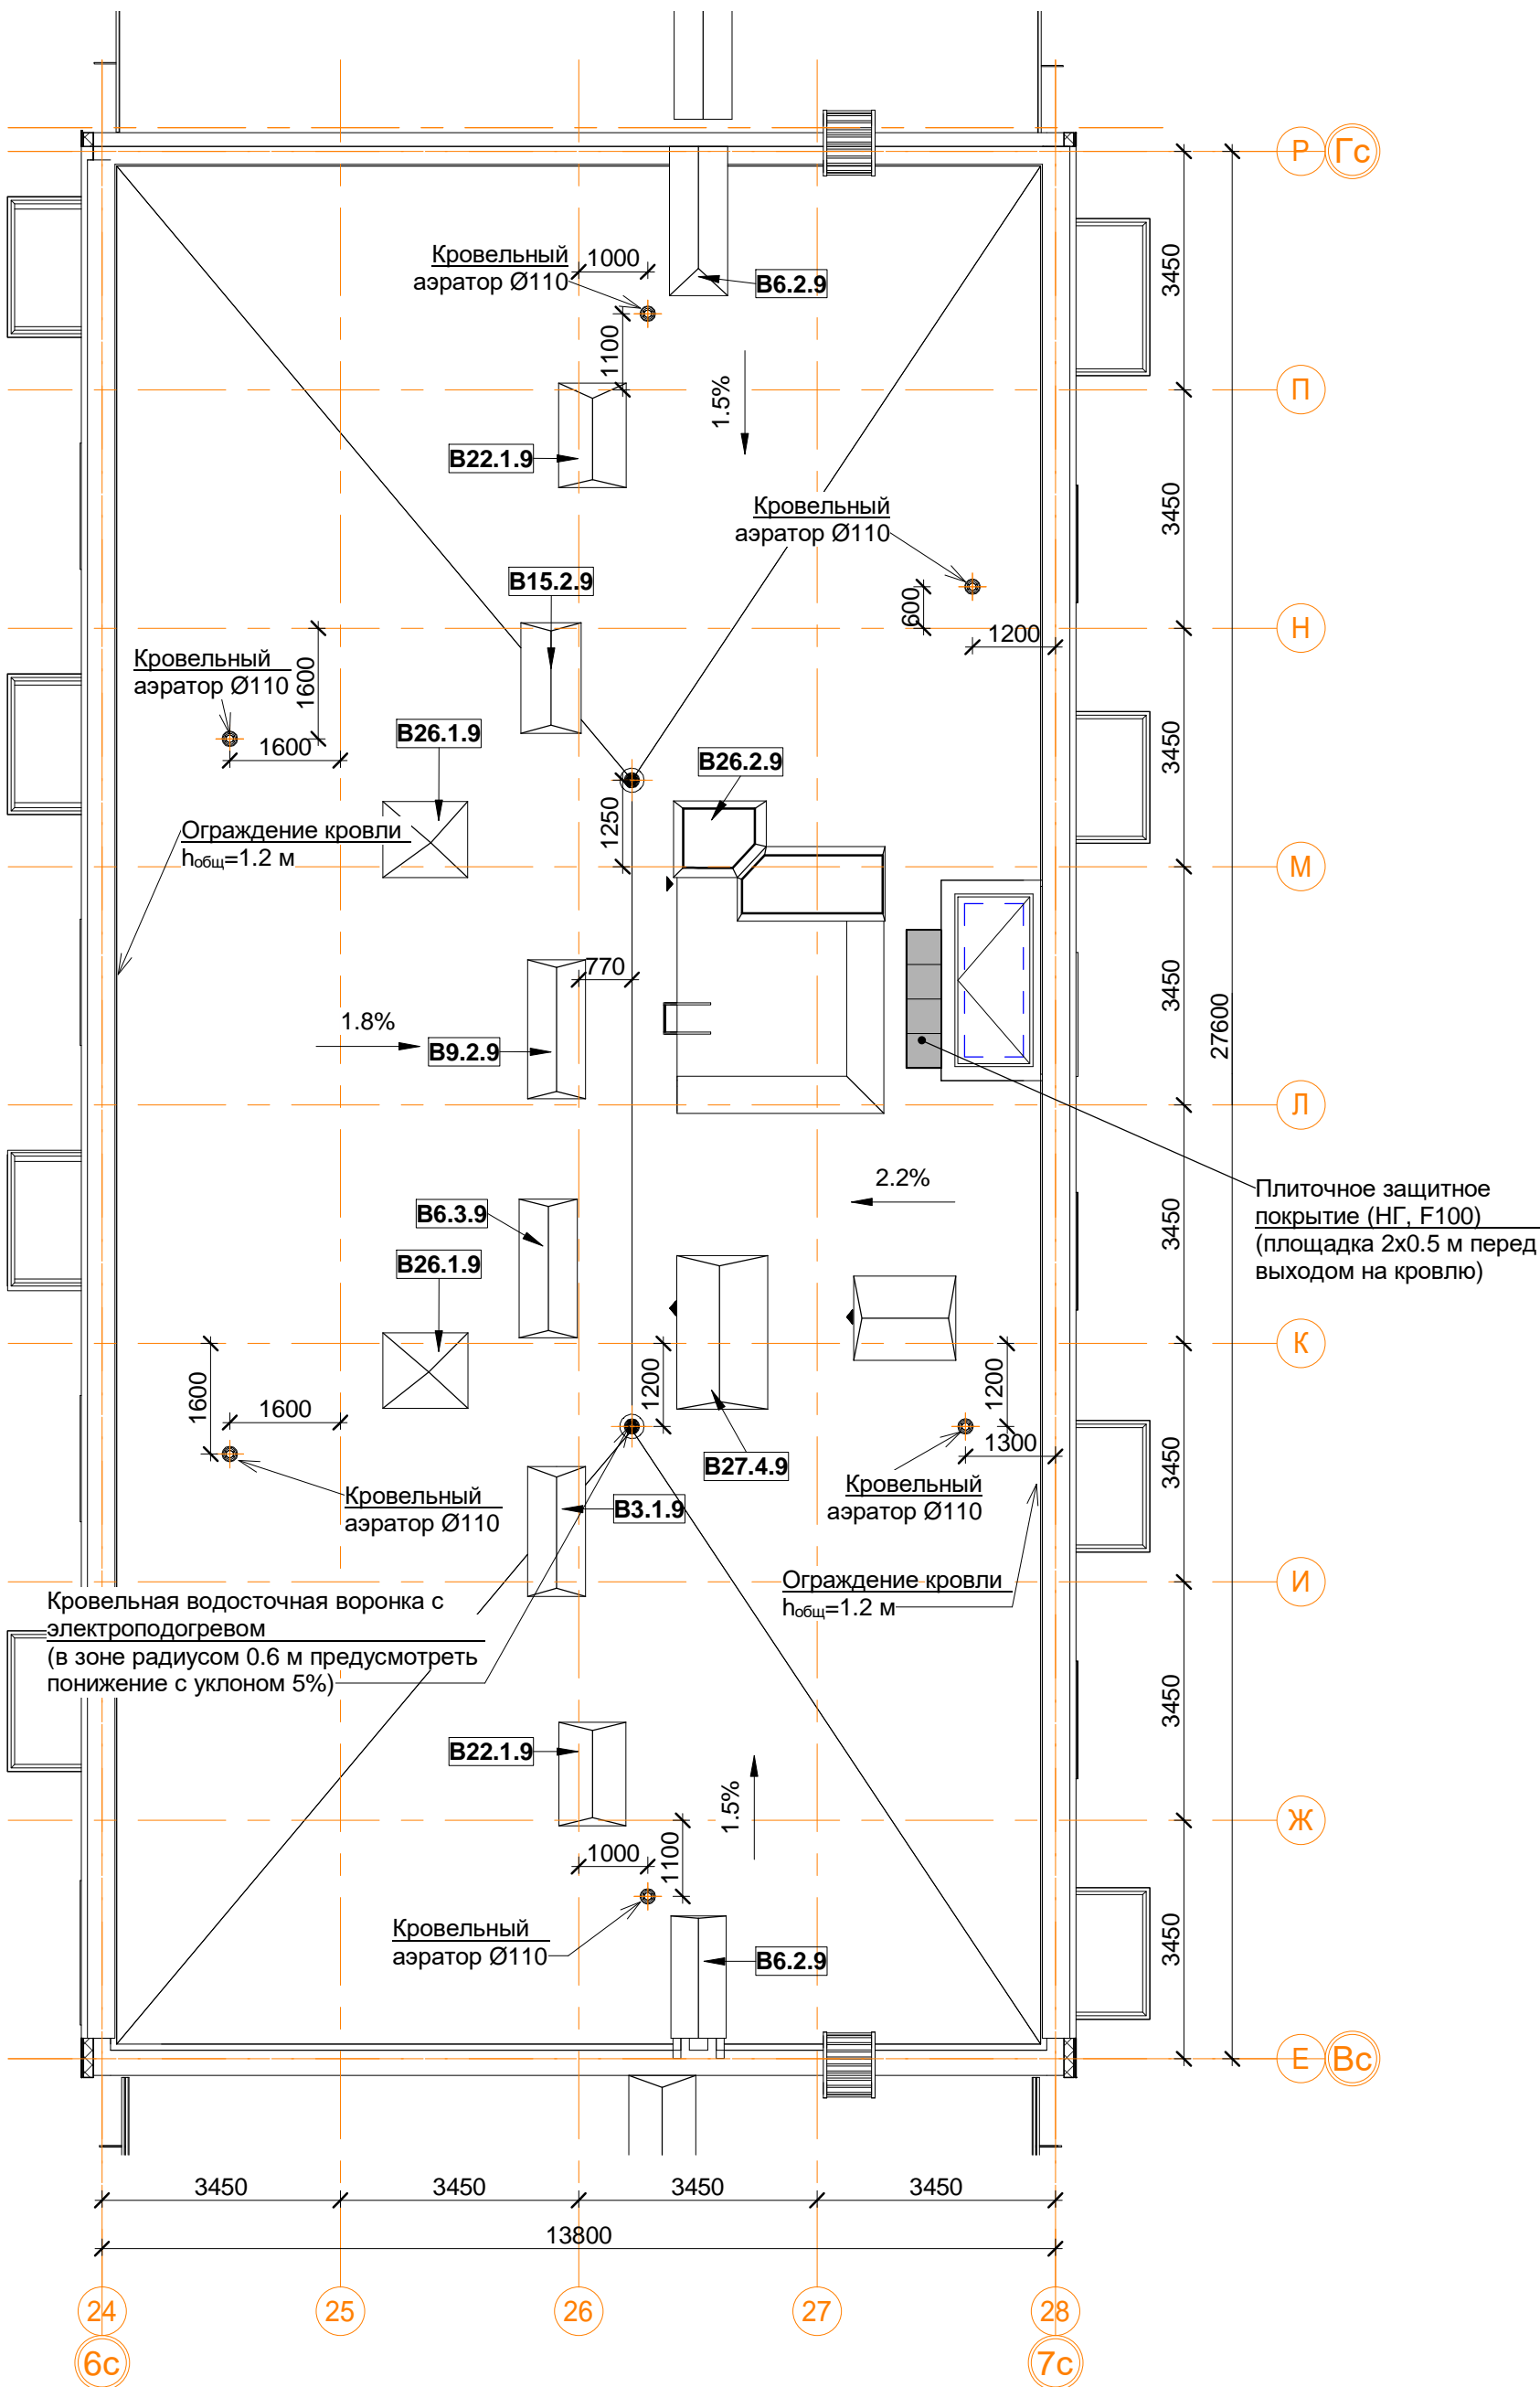 Р
Гс
Кровельный
аэратор Ø110
1000
В6.2.9
3450
1100
1.5%
П
В22.1.9
Кровельный
аэратор Ø110
3450
В15.2.9
600
Н
1200
Кровельный
аэратор Ø110
1600
1600
В26.1.9
В26.2.9
3450
1250
Ограждение кровли
hобщ=1.2 м
М
770
3450
27600
1.8%
В9.2.9
Л
2.2%
Плиточное защитное
покрытие (НГ, F100)
(площадка 2х0.5 м перед
выходом на кровлю)
В6.3.9
3450
В26.1.9
К
1600
1600
1200
1200
1300
В27.4.9
3450
Кровельный
аэратор Ø110
Кровельный
аэратор Ø110
В3.1.9
Ограждение кровли
hобщ=1.2 м
И
Кровельная водосточная воронка с
электроподогревом
(в зоне радиусом 0.6 м предусмотреть
понижение с уклоном 5%)
3450
В22.1.9
1.5%
Ж
1000
1100
Кровельный
аэратор Ø110
В6.2.9
3450
Е
Вс
3450
3450
3450
3450
13800
24
25
26
27
28
6с
7с